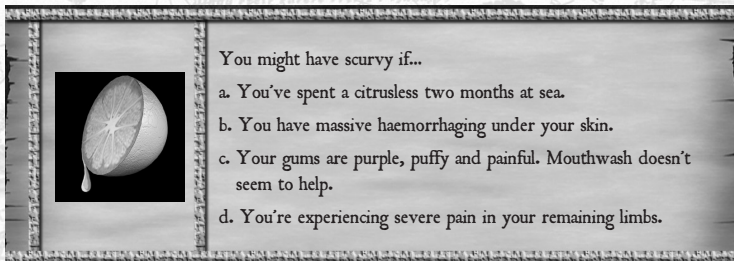 You might have scurvy if...
a. You've spent a citrusless two months at sea.
b. You have massive haemorrhaging under your skin.
c. Your gums are purple, puffy and painful. Mouthwash doesn't
seem to help.
d. You're experiencing severe pain in your remaining limbs.